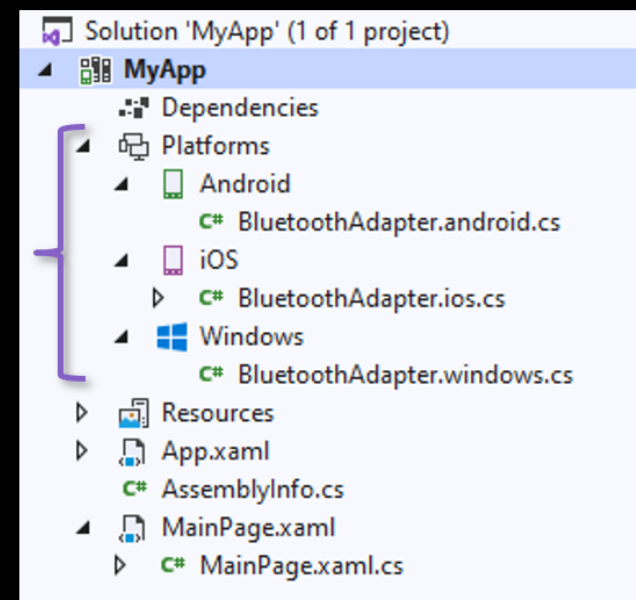 Solution 'MyApp' (1 of 1 project)
MyApp
Dependencies
Platforms
Android
C# BluetoothAdapter.android.cs
iOS
C# BluetoothAdapter.ios.cs
Windows
C# BluetoothAdapter.windows.cs
Resources
App.xaml
C# AssemblyInfo.cs
MainPage.xaml
C# MainPage.xaml.cs